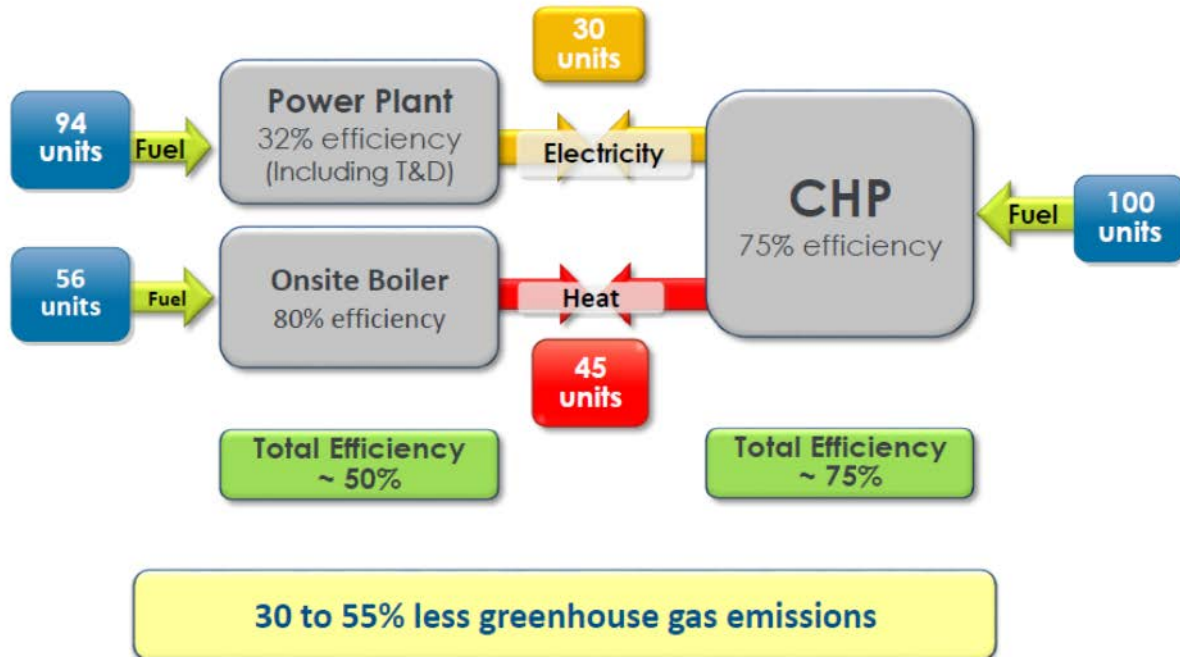 30
units
94
units
Fuel
Power Plant
32% efficiency
(Including T&D)
Electricity
CHP
75% efficiency
Fuel
100
units
56
units
Fuel
Onsite Boiler
80% efficiency
Heat
45
units
Total Efficiency
~ 50%
Total Efficiency
~ 75%
30 to 55% less greenhouse gas emissions